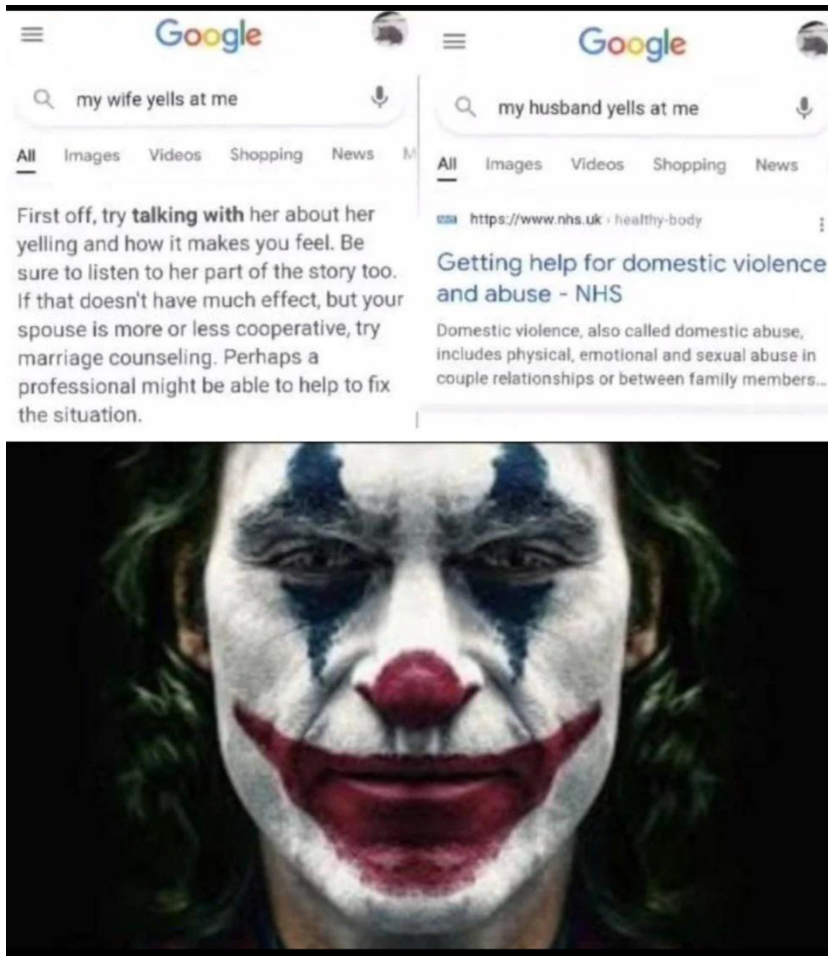 Google
my wife yells at me
All Images Videos Shopping News M
First off, try talking with her about her
yelling and how it makes you feel. Be
sure to listen to her part of the story too.
If that doesn't have much effect, but your
spouse is more or less cooperative, try
marriage counseling. Perhaps a
professional might be able to help to fix
the situation.
Google
my husband yells at me
All Images Videos Shopping News
https://www.nhs.uk › healthy-body
Getting help for domestic violence
and abuse - NHS
Domestic violence, also called domestic abuse,
includes physical, emotional and sexual abuse in
couple relationships or between family members...